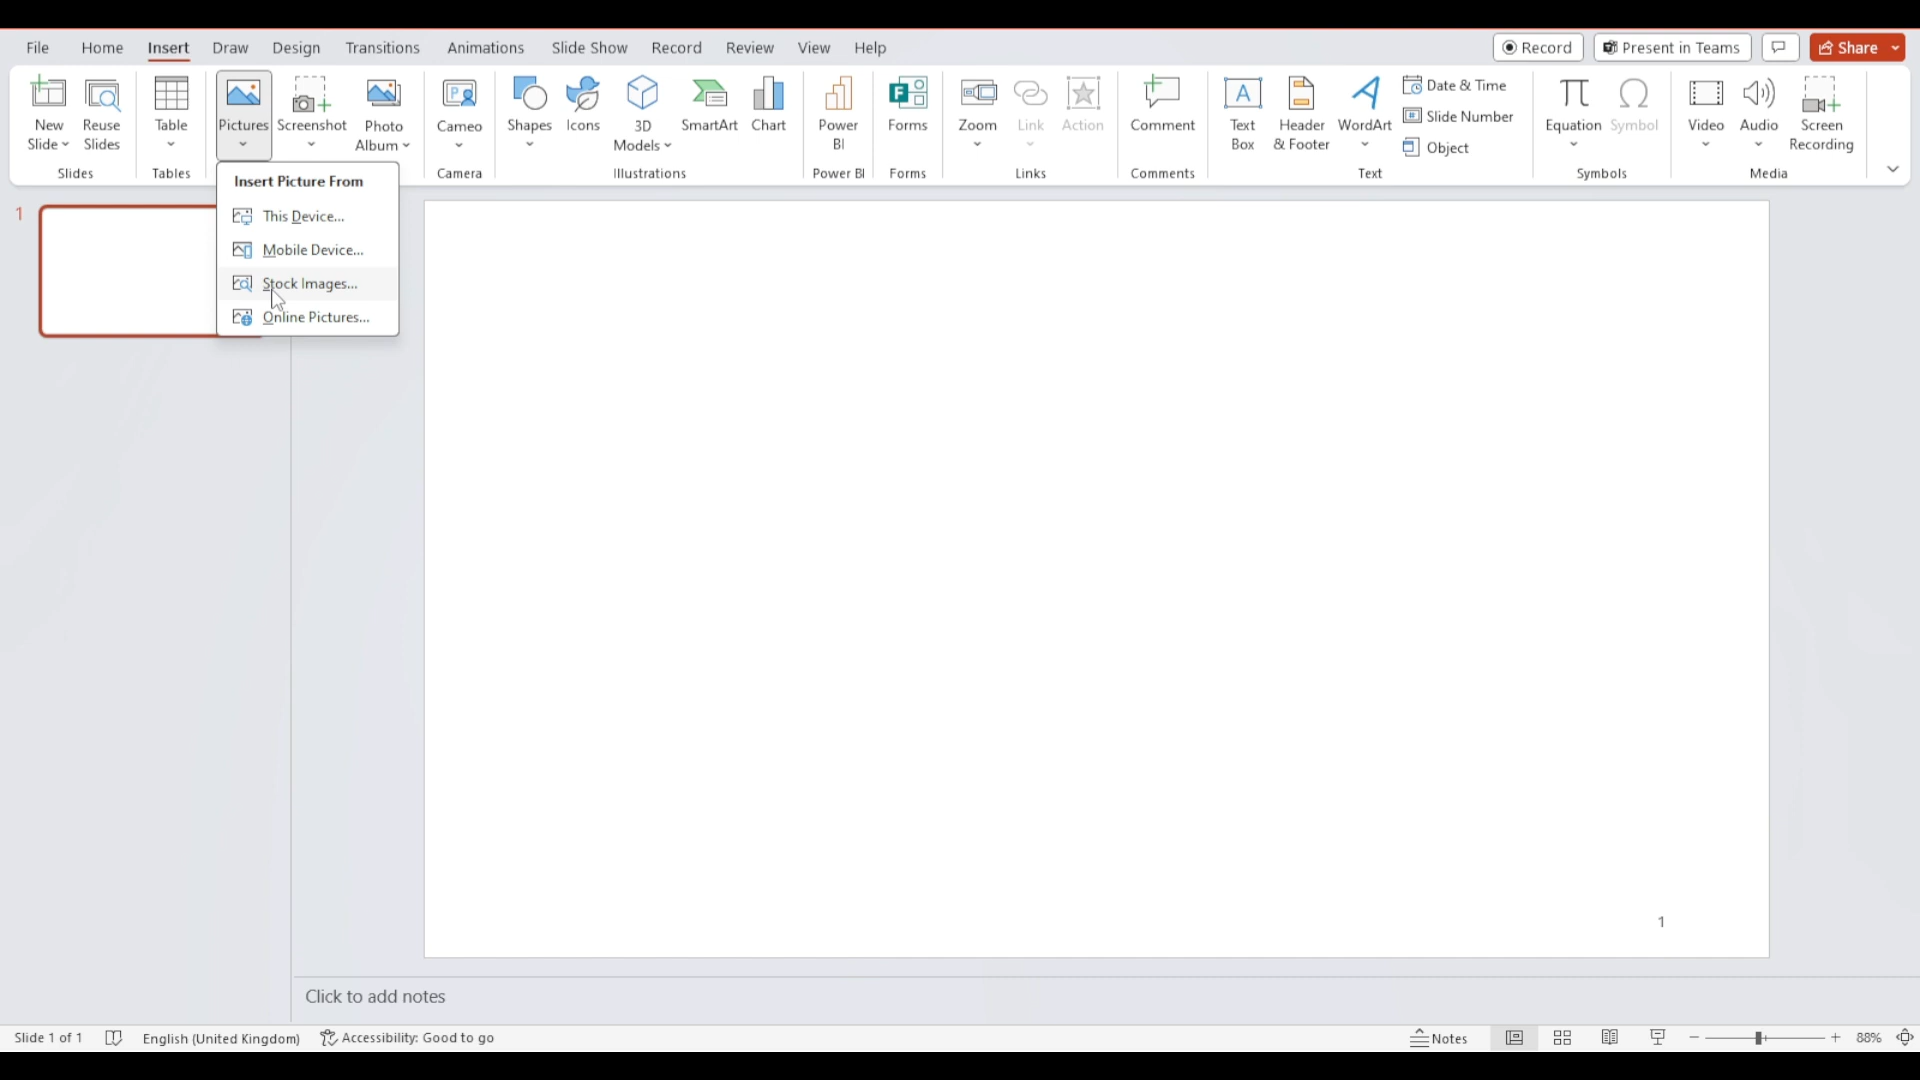 File Home Insert Draw Design Transitions Animations Slide Show Record Review View Help
Record Present in Teams Share
New Slide
Reuse Slides
Slides
Table
Tables
Pictures
Screenshot
Photo Album
Cameo
Camera
Shapes
Icons
3D Models
SmartArt
Chart
Illustrations
Power BI
Power BI
Forms
Forms
Zoom
Link
Action
Links
Comment
Comments
Text Box
Header & Footer
WordArt
Date & Time
Slide Number
Object
Text
Equation
Symbol
Symbols
Video
Audio
Screen Recording
Media
Insert Picture From
This Device...
Mobile Device...
Stock Images...
Online Pictures...
1
1
Click to add notes
Slide 1 of 1 English (United Kingdom) Accessibility: Good to go Notes 88%